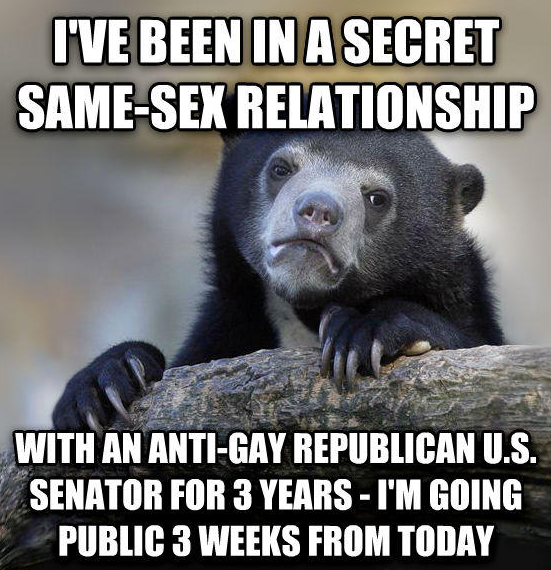 I'VE BEEN IN A SECRET
SAME-SEX RELATIONSHIP
WITH AN ANTI-GAY REPUBLICAN U.S.
SENATOR FOR 3 YEARS - I'M GOING
PUBLIC 3 WEEKS FROM TODAY